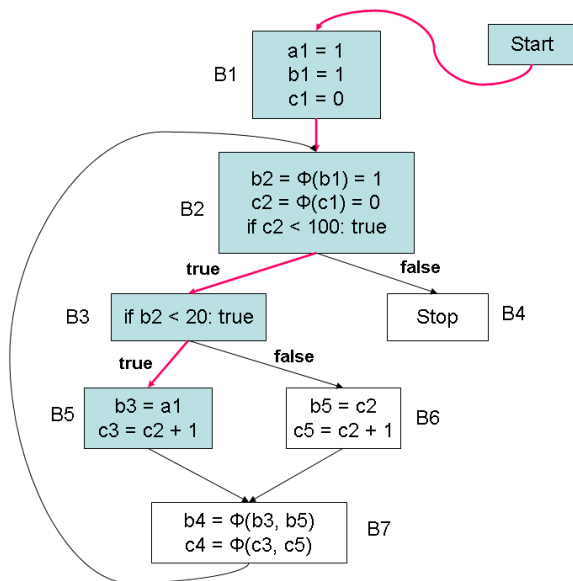 Start
B1
a1 = 1
b1 = 1
c1 = 0
B2
b2 = Φ(b1) = 1
c2 = Φ(c1) = 0
if c2 < 100: true
true
false
B3
if b2 < 20: true
Stop
B4
true
false
B5
b3 = a1
c3 = c2 + 1
b5 = c2
c5 = c2 + 1
B6
b4 = Φ(b3, b5)
c4 = Φ(c3, c5)
B7